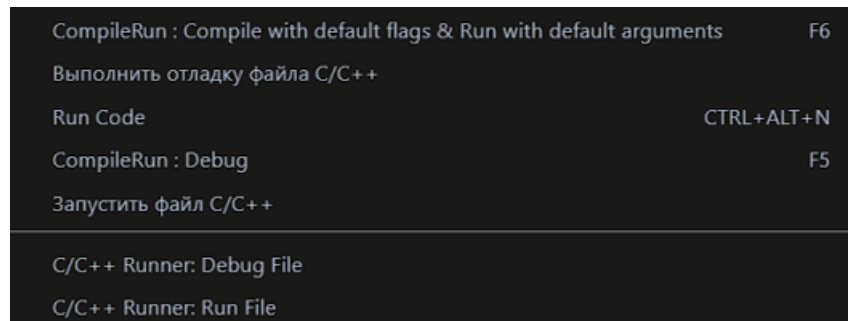 CompileRun : Compile with default flags & Run with default arguments F6
Выполнить отладку файла C/C++
Run Code CTRL+ALT+N
CompileRun : Debug F5
Запустить файл C/C++
C/C++ Runner: Debug File
C/C++ Runner: Run File